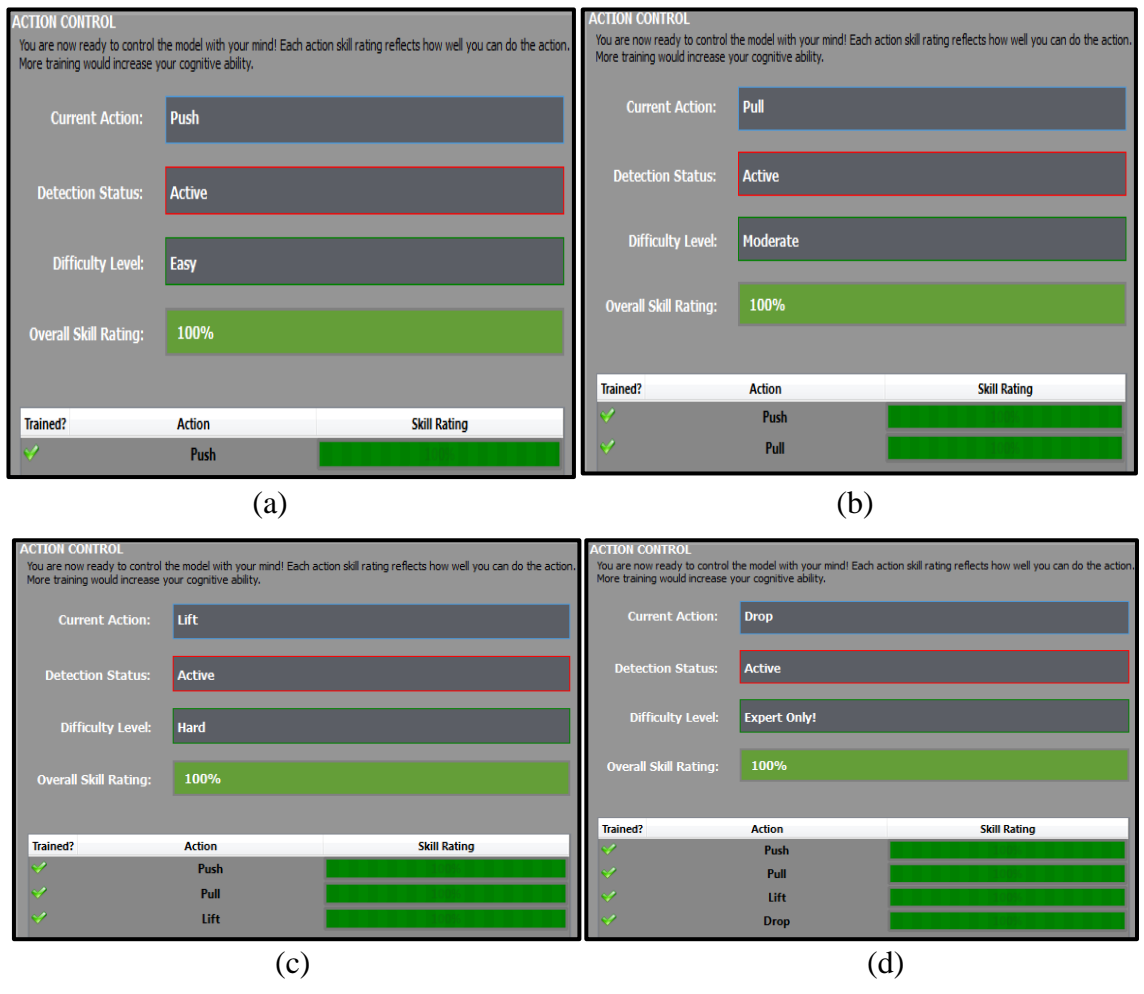 ACTION CONTROL
You are now ready to control the model with your mind! Each action skill rating reflects how well you can do the action.
More training would increase your cognitive ability.
Current Action: Push
Detection Status: Active
Difficulty Level: Easy
Overall Skill Rating: 100%
Trained? Action Skill Rating
Push
(a)
ACTION CONTROL
You are now ready to control the model with your mind! Each action skill rating reflects how well you can do the action.
More training would increase your cognitive ability.
Current Action: Pull
Detection Status: Active
Difficulty Level: Moderate
Overall Skill Rating: 100%
Trained? Action Skill Rating
Push
Pull
(b)
ACTION CONTROL
You are now ready to control the model with your mind! Each action skill rating reflects how well you can do the action.
More training would increase your cognitive ability.
Current Action: Lift
Detection Status: Active
Difficulty Level: Hard
Overall Skill Rating: 100%
Trained? Action Skill Rating
Push
Pull
Lift
(c)
ACTION CONTROL
You are now ready to control the model with your mind! Each action skill rating reflects how well you can do the action.
More training would increase your cognitive ability.
Current Action: Drop
Detection Status: Active
Difficulty Level: Expert Only!
Overall Skill Rating: 100%
Trained? Action Skill Rating
Push
Pull
Lift
Drop
(d)